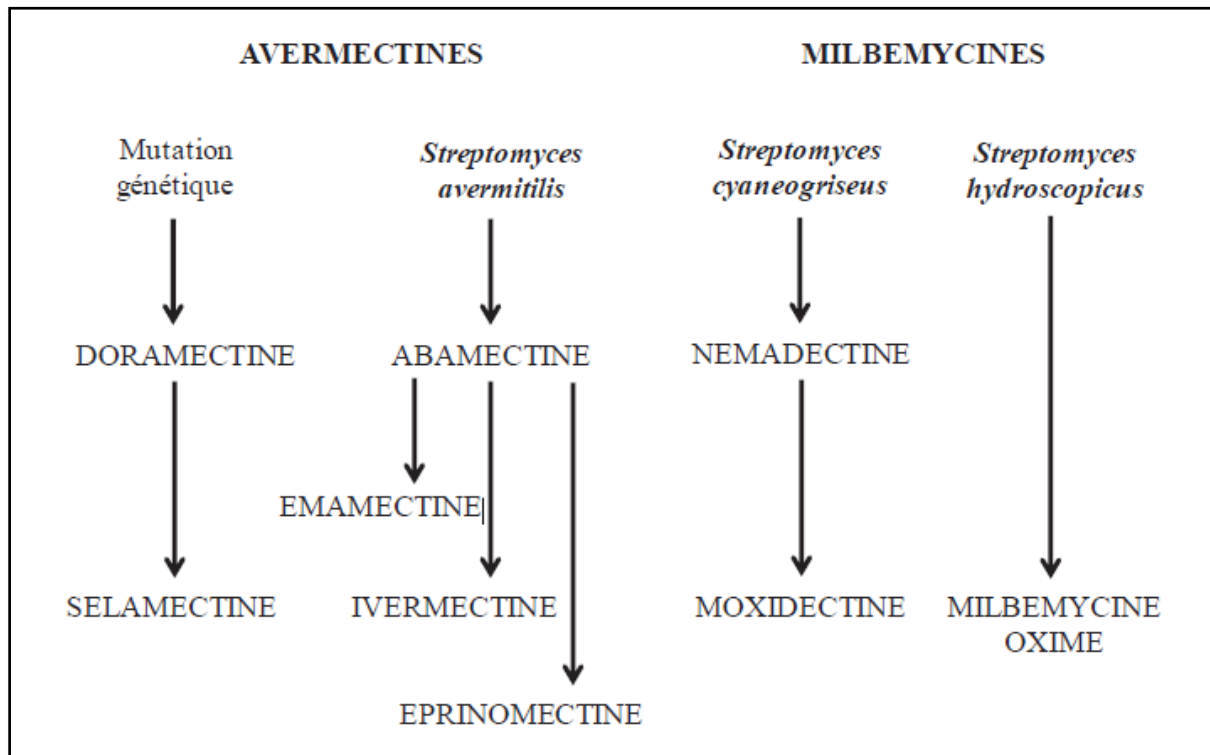 AVERMECTINES
MILBEMYCINES
Mutation
génétique
Streptomyces
avermitilis
Streptomyces
cyaneogriseus
Streptomyces
hydroscopicus
DORAMECTINE
ABAMECTINE
NEMADECTINE
EMAMECTINE
SELAMECTINE
IVERMECTINE
MOXIDECTINE
MILBEMYCINE
OXIME
EPRINOMECTINE